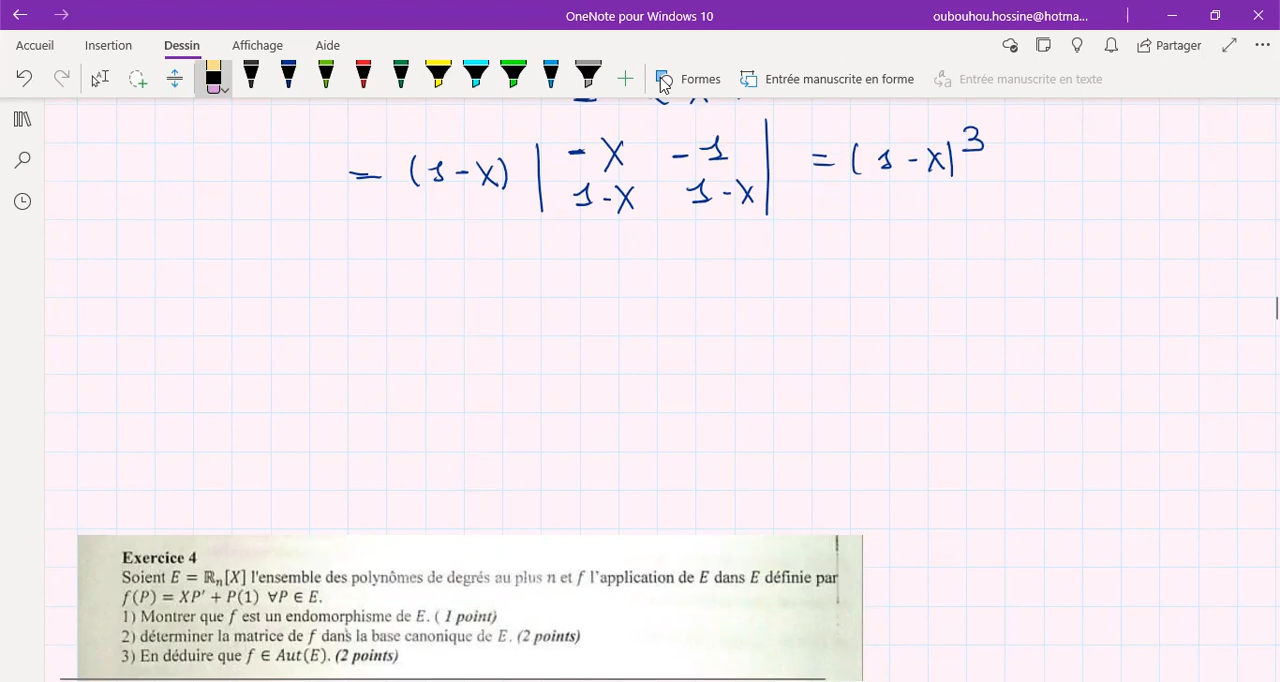 OneNote pour Windows 10
oubouhou.hossine@hotma...
Accueil Insertion Dessin Affichage Aide
Partager
Formes Entrée manuscrite en forme Entrée manuscrite en texte
= (1-X) | -X -1 | = (1-X)^3
| 1-X 1-X |
Exercice 4
Soient E = ℝn[X] l'ensemble des polynômes de degrés au plus n et f l'application de E dans E définie par
f(P) = XP′ + P(1) ∀P ∈ E.
1) Montrer que f est un endomorphisme de E. ( 1 point)
2) déterminer la matrice de f dans la base canonique de E. (2 points)
3) En déduire que f ∈ Aut(E). (2 points)